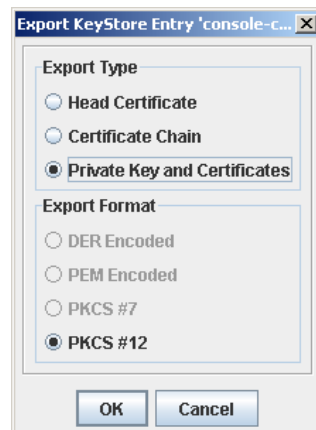 Export KeyStore Entry 'console-c...
Export Type
Head Certificate
Certificate Chain
Private Key and Certificates
Export Format
DER Encoded
PEM Encoded
PKCS #7
PKCS #12
OK Cancel